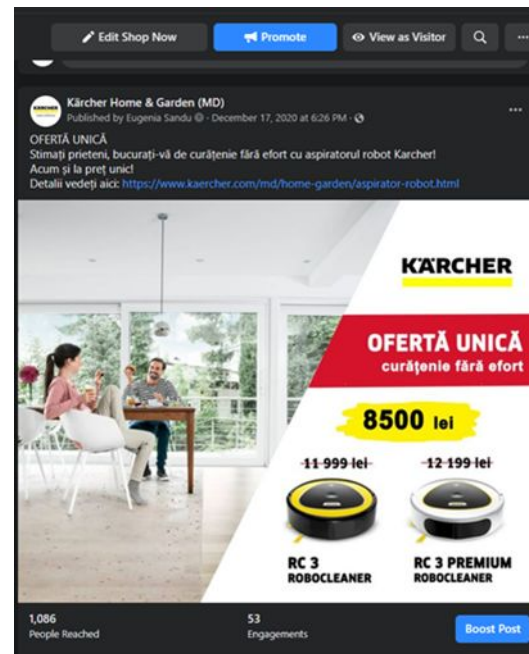 Edit Shop Now
Promote
View as Visitor
KÄRCHER
Kärcher Home & Garden (MD)
Published by Eugenia Sandu · December 17, 2020 at 6:26 PM ·
OFERTĂ UNICĂ
Stimați prieteni, bucurați-vă de curățenie fără efort cu aspiratorul robot Karcher!
Acum și la preț unic!
Detalii vedeți aici: https://www.kaercher.com/md/home-garden/aspirator-robot.html
KÄRCHER
OFERTĂ UNICĂ
curățenie fără efort
8500 lei
11 999 lei 12 199 lei
RC 3 RC 3 PREMIUM
ROBOCLEANER ROBOCLEANER
1,086 53
People Reached Engagements
Boost Post